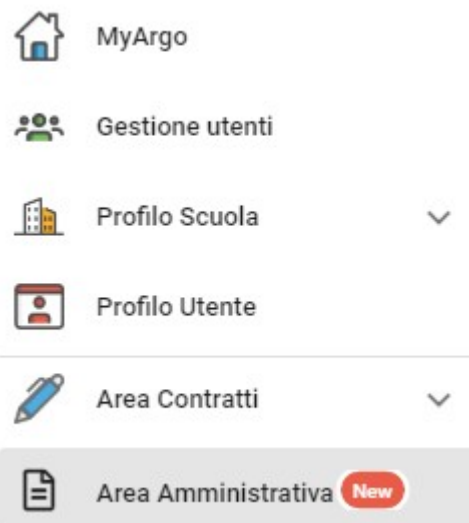 MyArgo
Gestione utenti
Profilo Scuola
Profilo Utente
Area Contratti
Area Amministrativa New